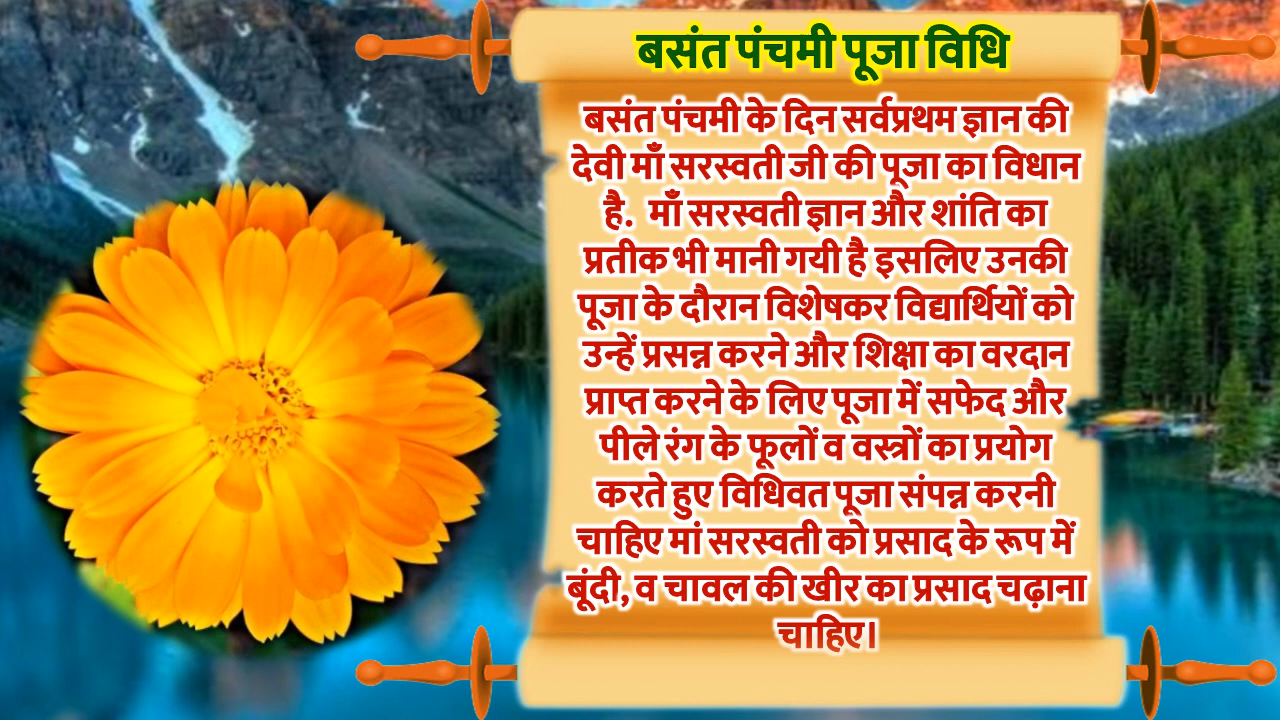 बसंत पंचमी पूजा विधि
बसंत पंचमी के दिन सर्वप्रथम ज्ञान की
देवी माँ सरस्वती जी की पूजा का विधान
है. माँ सरस्वती ज्ञान और शांति का
प्रतीक भी मानी गयी है इसलिए उनकी
पूजा के दौरान विशेषकर विद्यार्थियों को
उन्हें प्रसन्न करने और शिक्षा का वरदान
प्राप्त करने के लिए पूजा में सफेद और
पीले रंग के फूलों व वस्त्रों का प्रयोग
करते हुए विधिवत पूजा संपन्न करनी
चाहिए मां सरस्वती को प्रसाद के रूप में
बूंदी, व चावल की खीर का प्रसाद चढ़ाना
चाहिए।